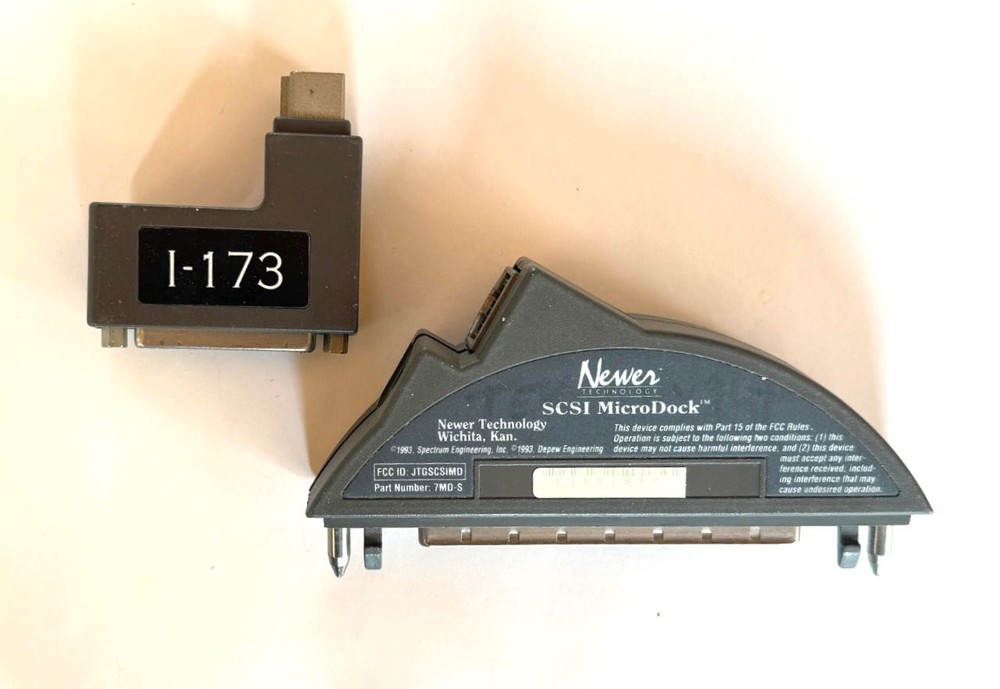 I-173
Newer
TECHNOLOGY
SCSI MicroDock™
Newer Technology
Wichita, Kan.
©1993, Spectrum Engineering, Inc. ©1993, Depew Engineering
This device complies with Part 15 of the FCC Rules.
Operation is subject to the following two conditions: (1) this
device may not cause harmful interference, and (2) this device
must accept any inter-
ference received, includ-
ing interference that may
cause undesired operation.
FCC ID: JTGSCSIMD
Part Number: 7MD-S